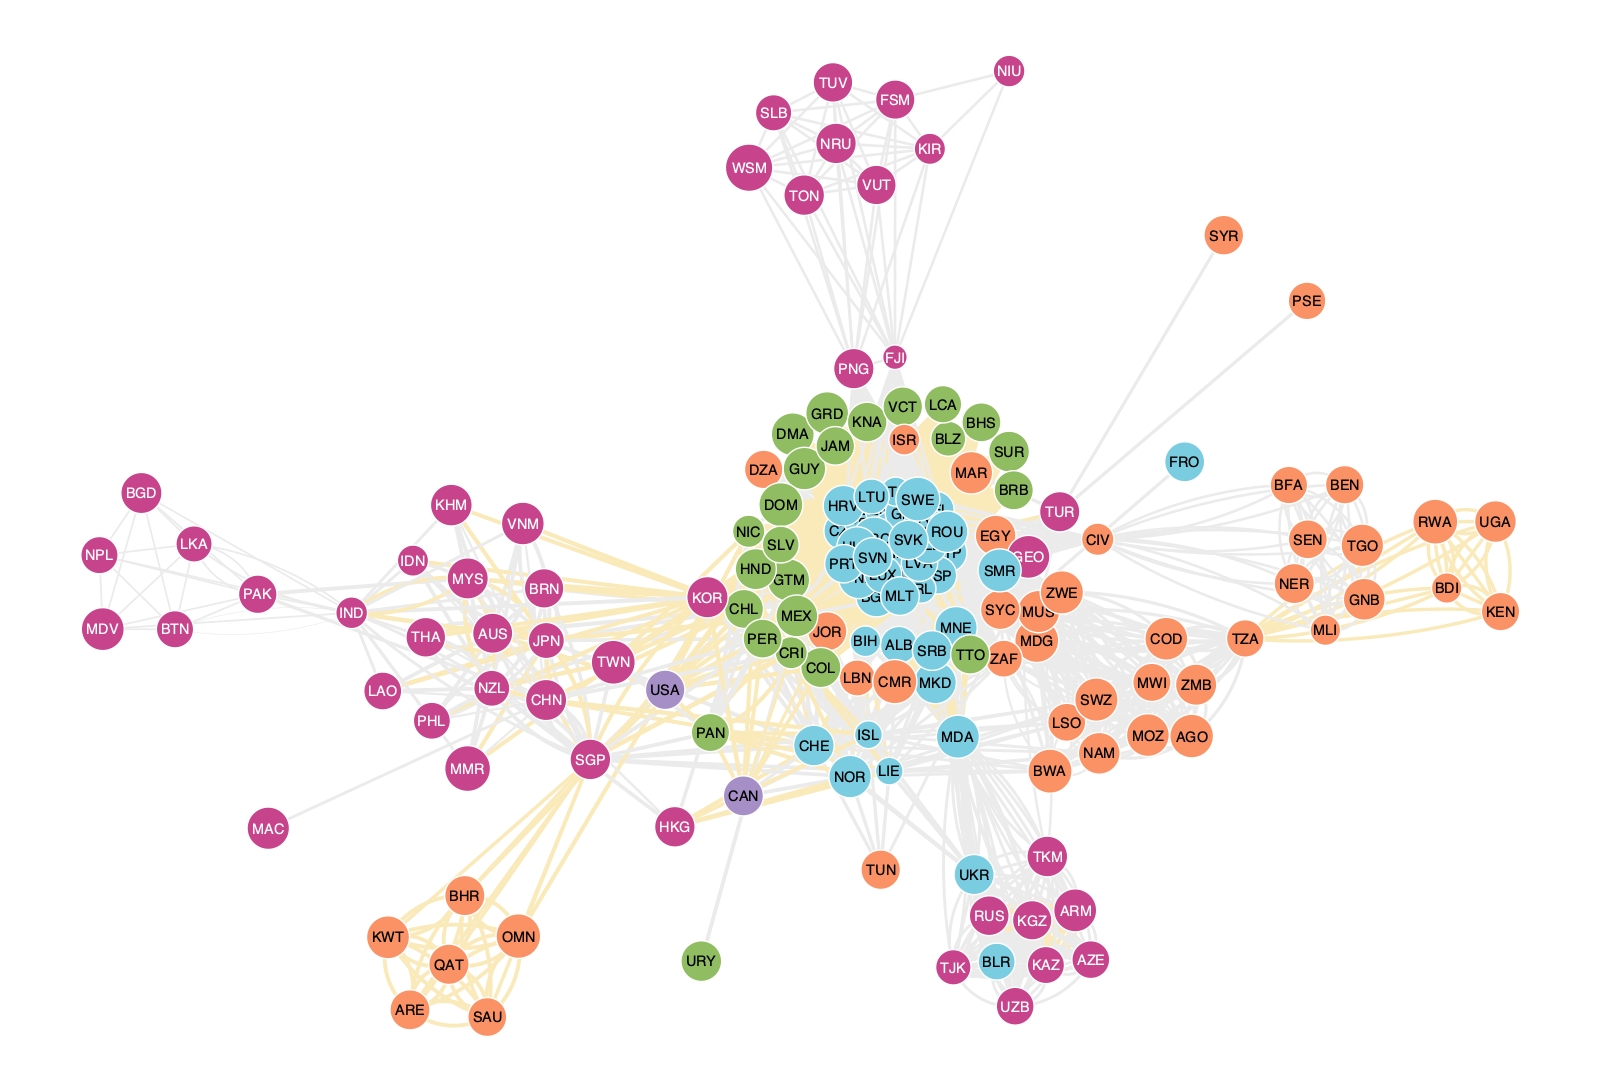 NIU
TUV
FSM
SLB
NRU
KIR
WSM
VUT
TON
SYR
PSE
FJI
PNG
LCA
VCT
GRD
KNA
BHS
DMA
ISR
BLZ
JAM
SUR
GUY
DZA
MAR
FRO
BFA
BEN
BRB
BGD
LTU
SWE
KHM
DOM
HRV
TUR
VNM
RWA
UGA
NIC
ROU
EGY
CIV
SEN
LKA
SLV
SVK
TGO
NPL
GEO
SVN
IDN
PRT
HND
SMR
MYS
GTM
LVA
NER
BRN
BDI
PAK
ZWE
MLT
KOR
GNB
CHL
SYC
MUS
KEN
IND
MEX
MDV
BTN
MNE
MLI
JOR
AUS
THA
JPN
PER
BIH
ALB
MDG
COD
TZA
SRB
CRI
TTO
ZAF
TWN
COL
LBN
CMR
MKD
MWI
ZMB
NZL
USA
LAO
CHN
SWZ
PHL
LSO
PAN
ISL
MDA
MOZ
AGO
CHE
NAM
SGP
MMR
NOR
LIE
BWA
CAN
HKG
MAC
TKM
TUN
UKR
BHR
ARM
RUS
KGZ
KWT
OMN
QAT
URY
BLR
KAZ
AZE
TJK
UZB
ARE
SAU